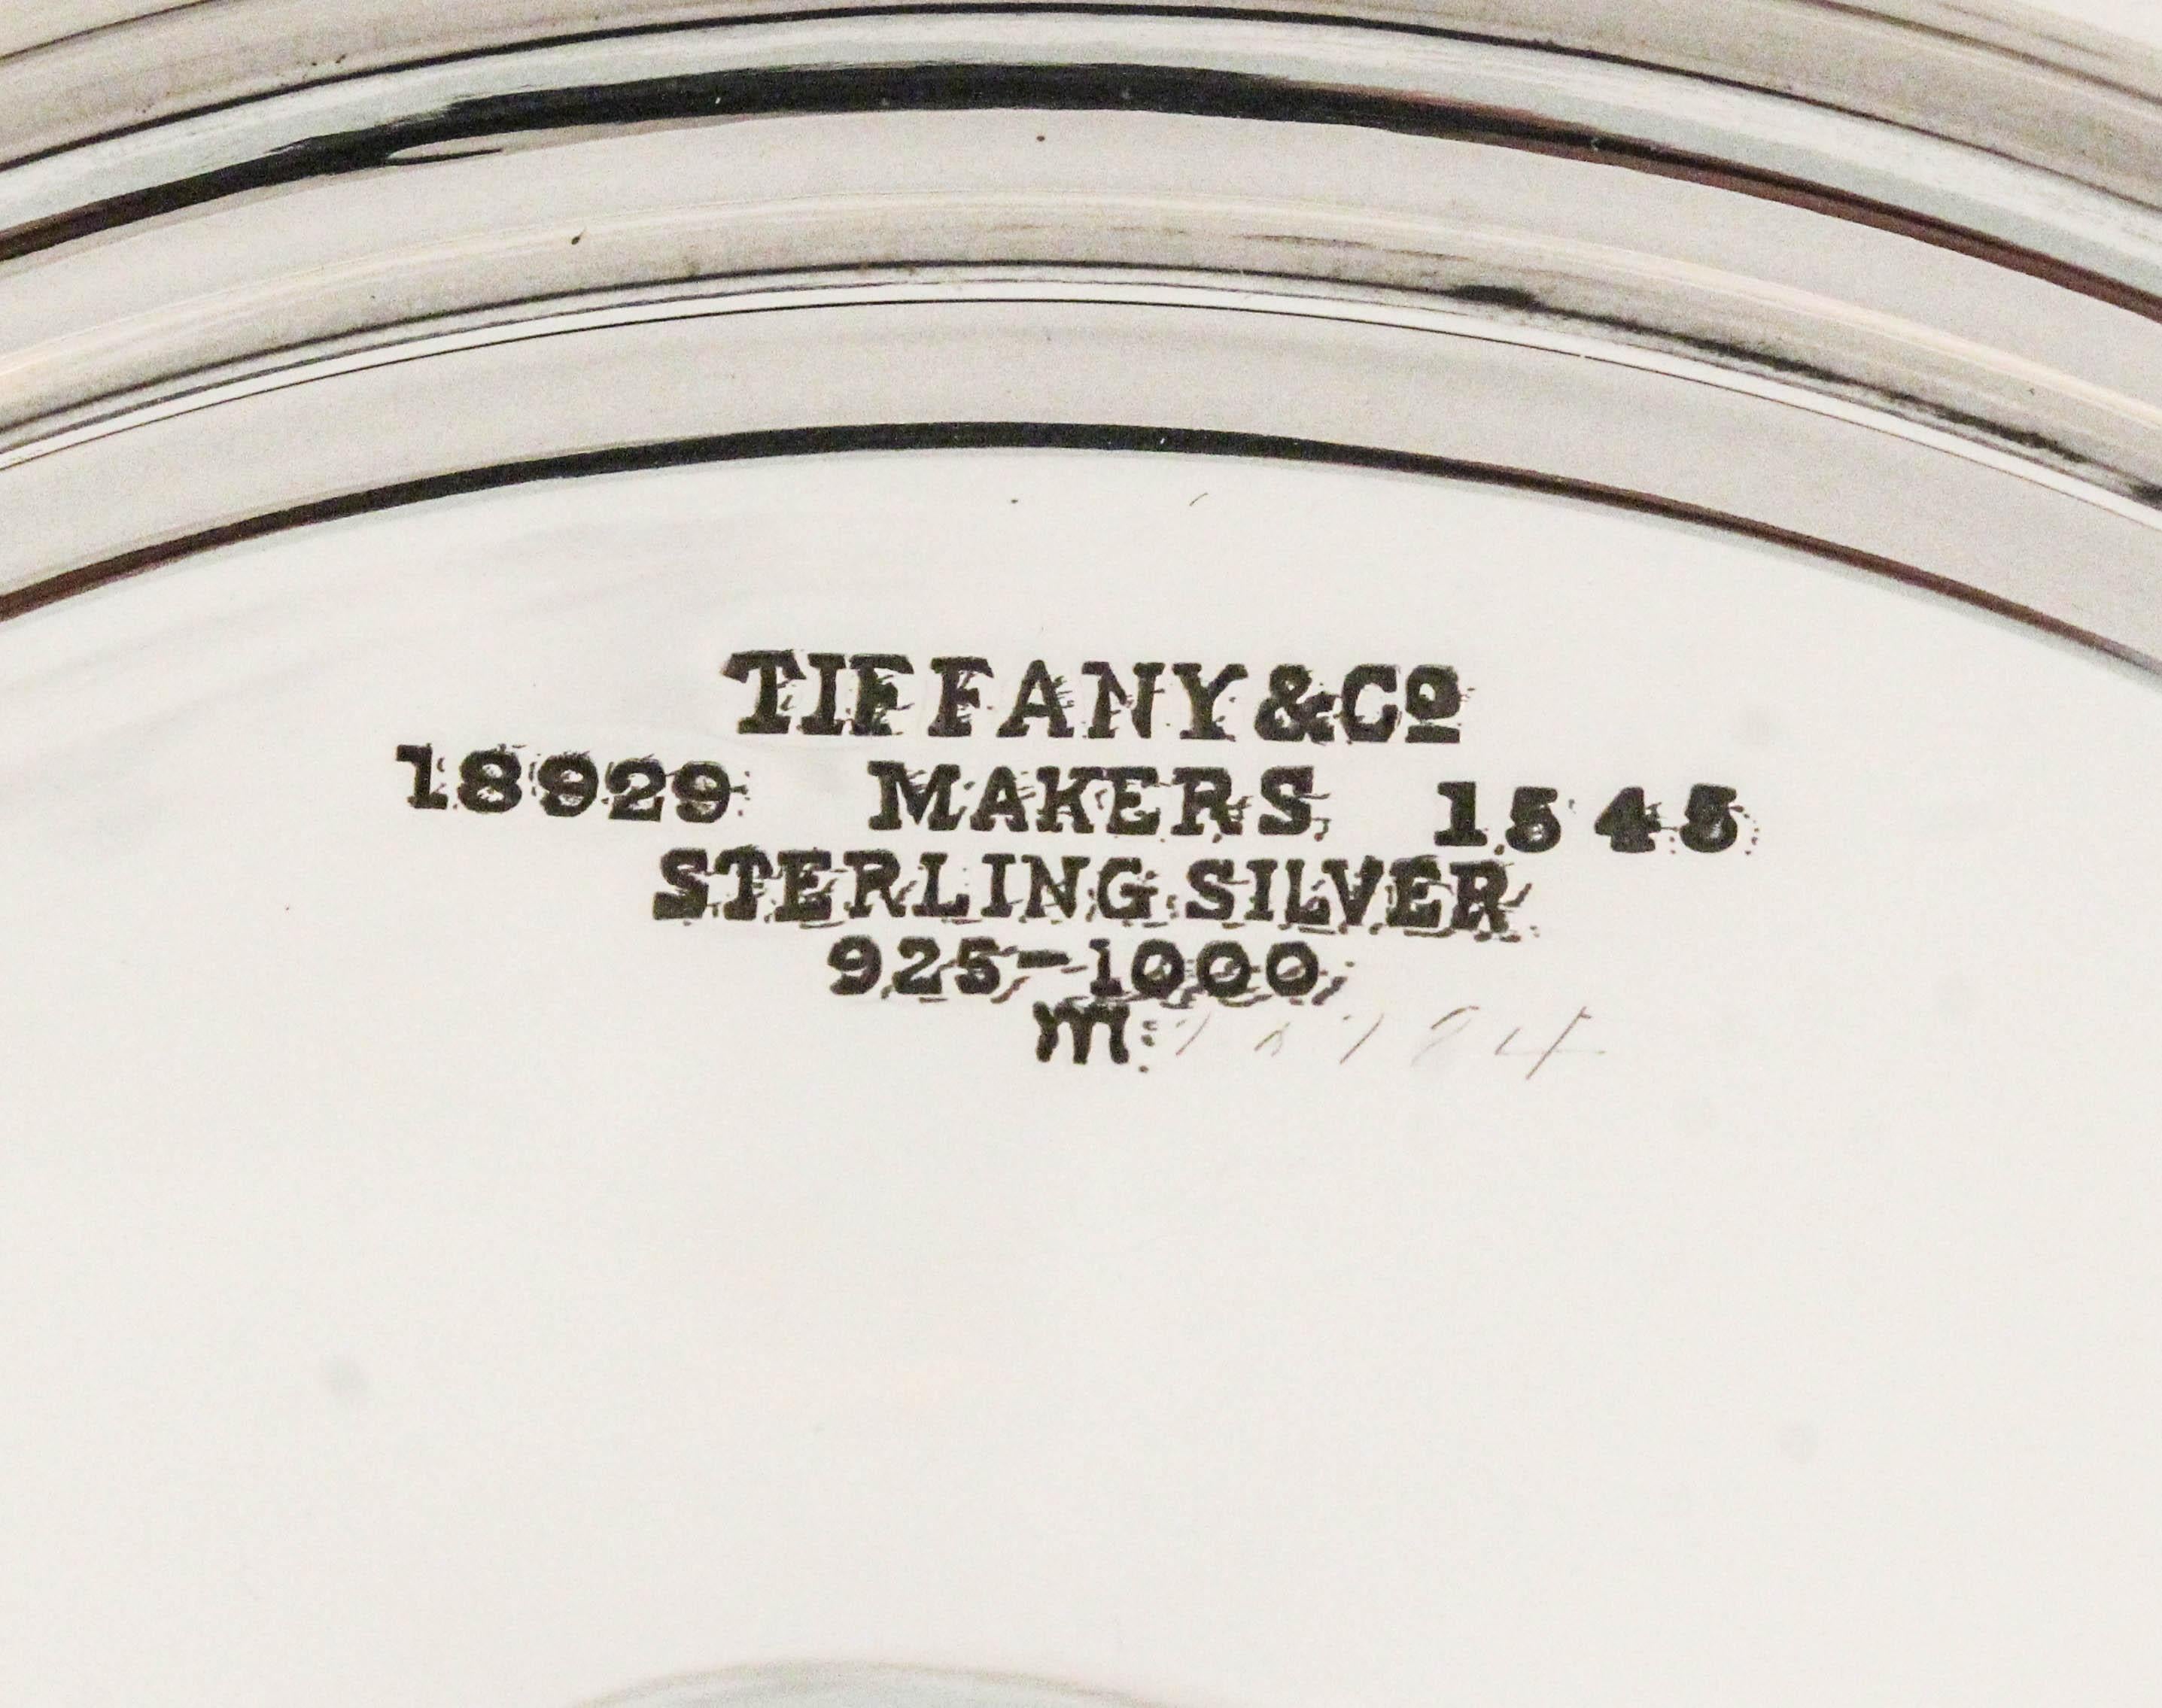 TIFFANY & Cº
18929 MAKERS 1545
STERLING SILVER
925-1000
m